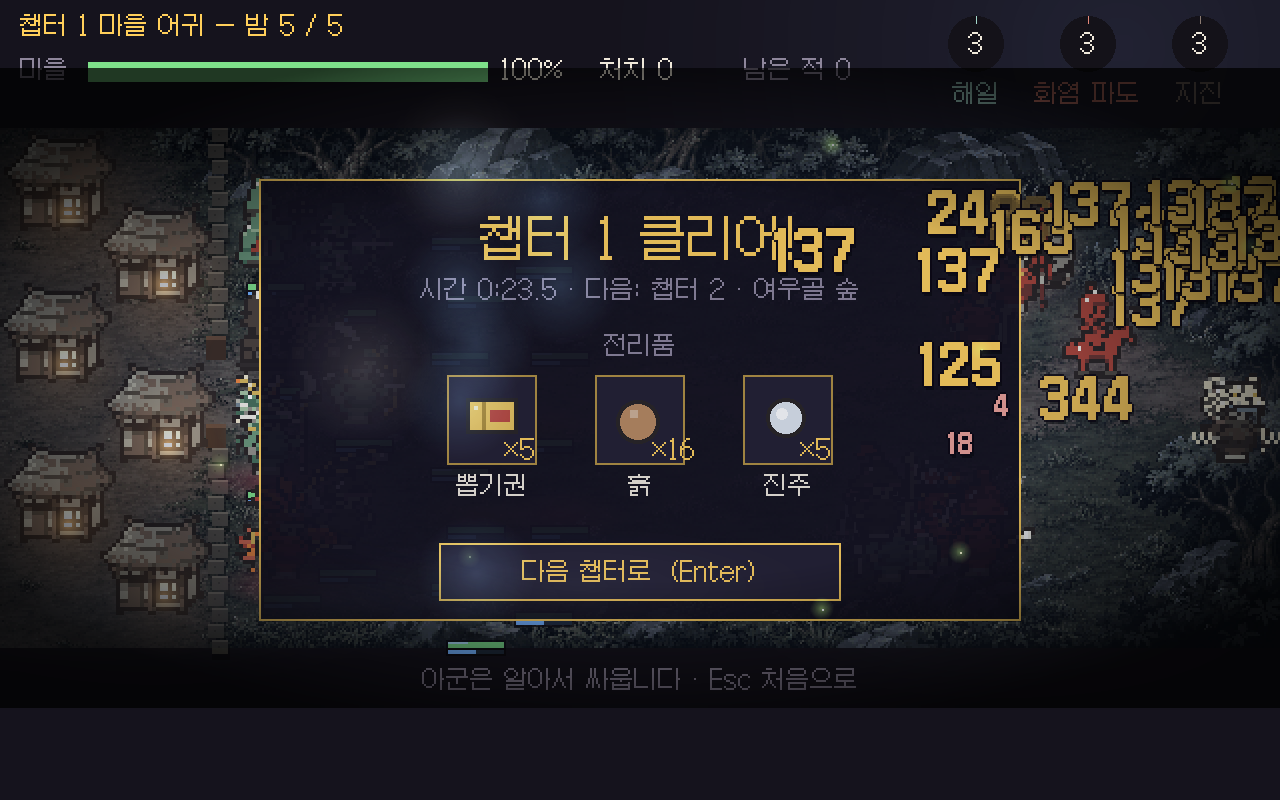 챕터 1 마을 어귀 — 밤 5 / 5
마을 100% 처치 0 남은 적 0
3 3 3
해일 화염 파도 지진
챕터 1 클리어!
시간 0:23.5 · 다음: 챕터 2 · 여우골 숲
전리품
×5 ×16 ×5
뽑기권 흙 진주
다음 챕터로 (Enter)
137
163
137
137
137
125
344
4
18
아군은 알아서 싸웁니다 · Esc 처음으로